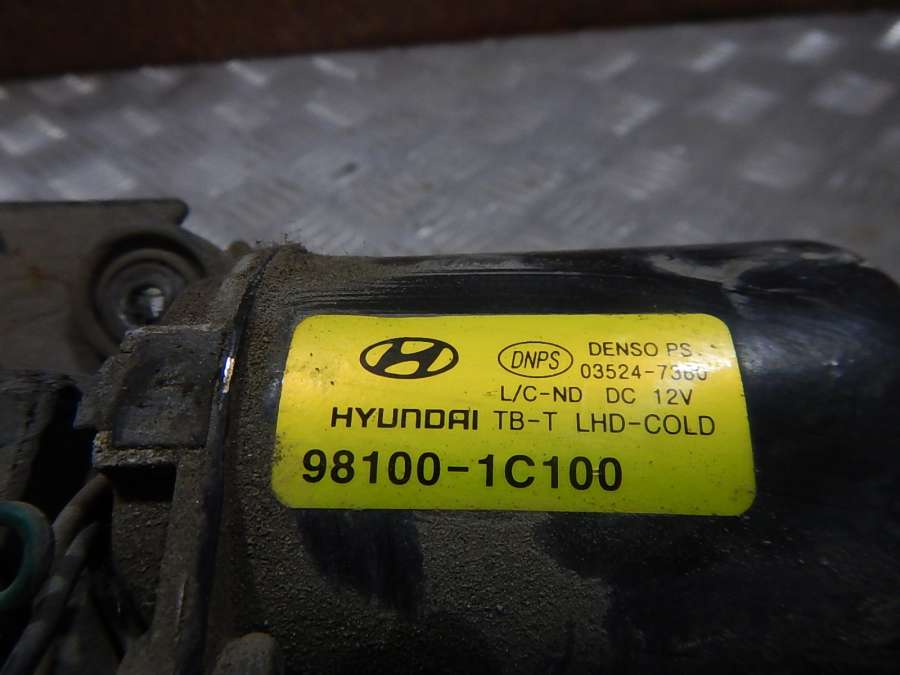 DNPS DENSO PS
03524-7360
L/C-ND DC 12V
HYUNDAI TB-T LHD-COLD
98100-1C100